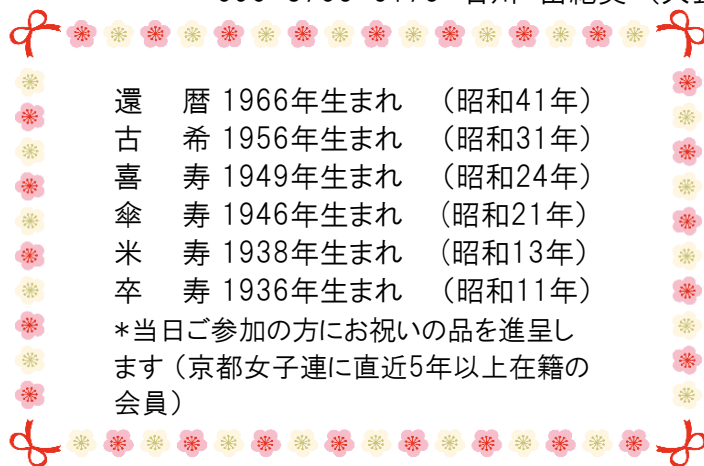 還　暦 1966年生まれ （昭和41年）
古　希 1956年生まれ （昭和31年）
喜　寿 1949年生まれ （昭和24年）
傘　寿 1946年生まれ （昭和21年）
米　寿 1938年生まれ （昭和13年）
卒　寿 1936年生まれ （昭和11年）
*当日ご参加の方にお祝いの品を進呈し
ます（京都女子連に直近5年以上在籍の
会員）